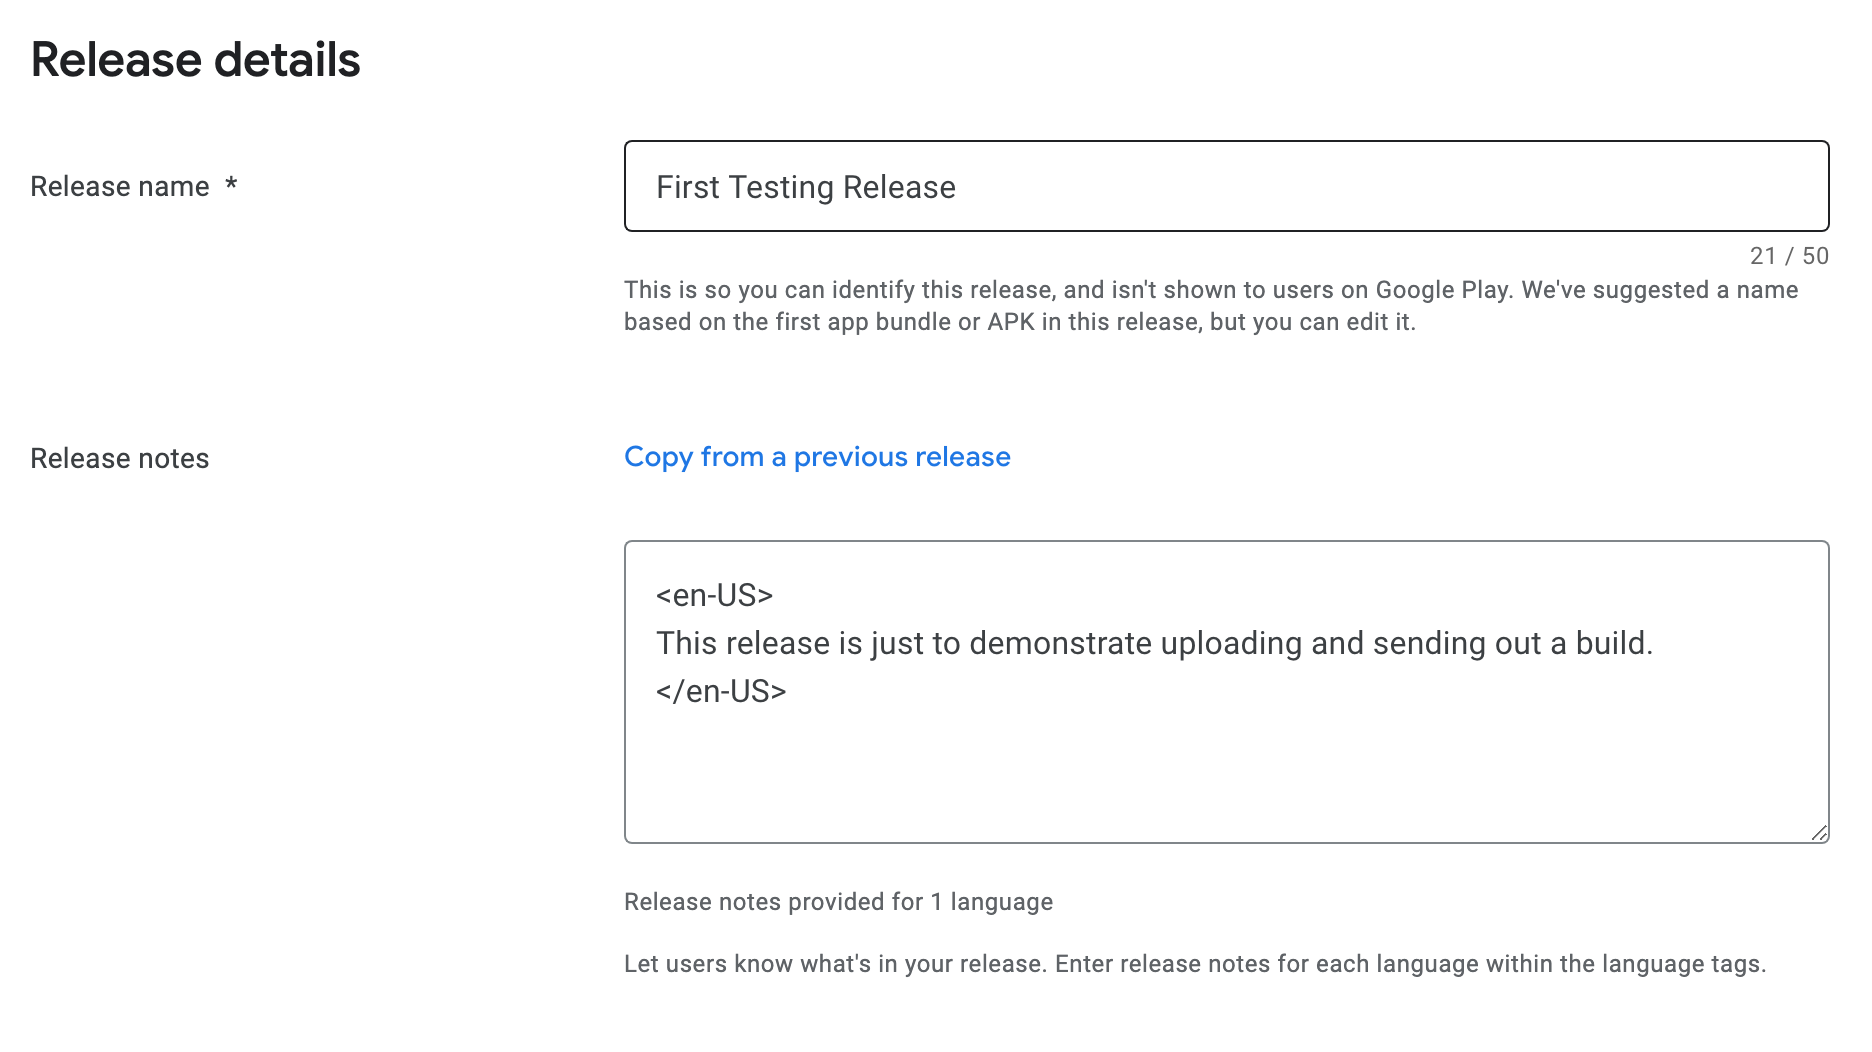 Release details
Release name *
First Testing Release
21 / 50
This is so you can identify this release, and isn't shown to users on Google Play. We've suggested a name
based on the first app bundle or APK in this release, but you can edit it.
Release notes
Copy from a previous release
<en-US>
This release is just to demonstrate uploading and sending out a build.
</en-US>
Release notes provided for 1 language
Let users know what's in your release. Enter release notes for each language within the language tags.